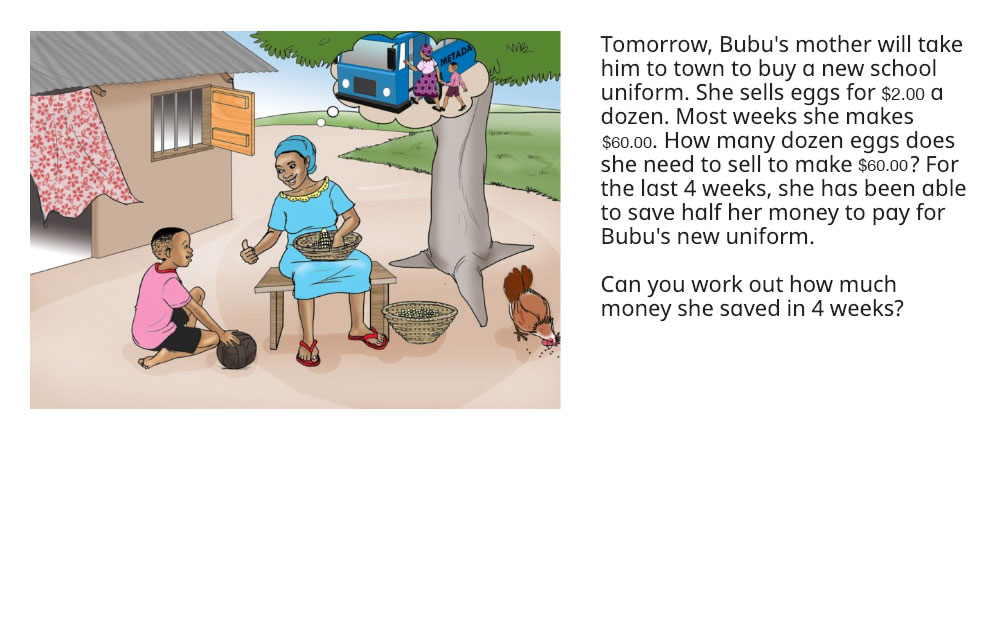 METADA
Tomorrow, Bubu's mother will take
him to town to buy a new school
uniform. She sells eggs for $2.00 a
dozen. Most weeks she makes
$60.00. How many dozen eggs does
she need to sell to make $60.00? For
the last 4 weeks, she has been able
to save half her money to pay for
Bubu's new uniform.
Can you work out how much
money she saved in 4 weeks?